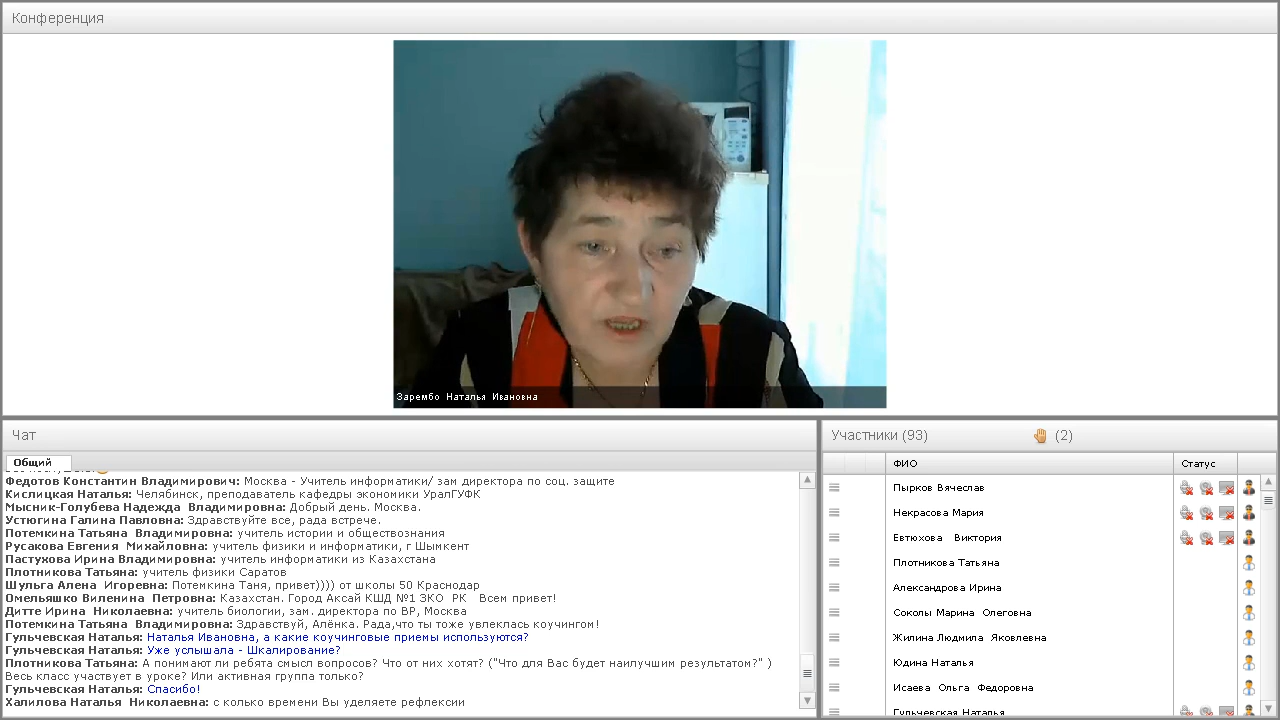 Конференция
Зарембо Наталья Ивановна
Чат
Общий
Федотов Константин Владимирович: Москва - Учитель информатики/ зам директора по соц. защите
Кислицкая Наталья: Челябинск, преподаватель кафедры экономики УралГУФК
Мысник-Голубева Надежда Владимировна: Добрый день. Москва.
Устюгина Галина Павловна: Здравствуйте все.Рада встрече.
Потемкина Татьяна Владимировна: учитель истории и обществознания
Русакова Евгения Михайловна: учитель физики и информатики г Шымкент
Пастухова Ирина Владимировна: учитель информатики из Казахстана
Плотникова Татьяна: учитель физики Саратов
Шульга Алена Игоревна: Потемкина Таня, привет)))) от школы 50 Краснодар
Омельяшко Виленина Петровна: Казахстан. Город Аксай КЦДО ЗКО РК. Всем привет!
Дитте Ирина Николаевна: учитель биологии, зам. директора по ВР, Москва
Потемкина Татьяна Владимировна: Здравствуй, Алёнка. Рада, что ты тоже увлеклась коучингом!
Гульчевская Наталья: Наталья Ивановна, а какие коучинговые приемы используются?
Гульчевская Наталья: Уже услышала - Шкалирование?
Плотникова Татьяна: А понимают ли ребята смысл вопросов? Что от них хотят? ("Что для Вас будет наилучшим результатом?" )
Весь класс участвует в уроке? Или сильная группа только?
Гульчевская Наталья: Спасибо!
Хапилова Наталия Николаевна: сколько времени Вы уделяете рефлексии
Участники (93)
(2)
ФИО
Статус
Пырков Вячеслав
Некрасова Мария
Евтюхова Виктория
Плотникова Татьяна
Александрова Ирина
Соколы Марина Олеговна
Жилина Людмила Яковлевна
Юдина Наталья
Исаева Ольга Федоровна
Гульчевская Наталья